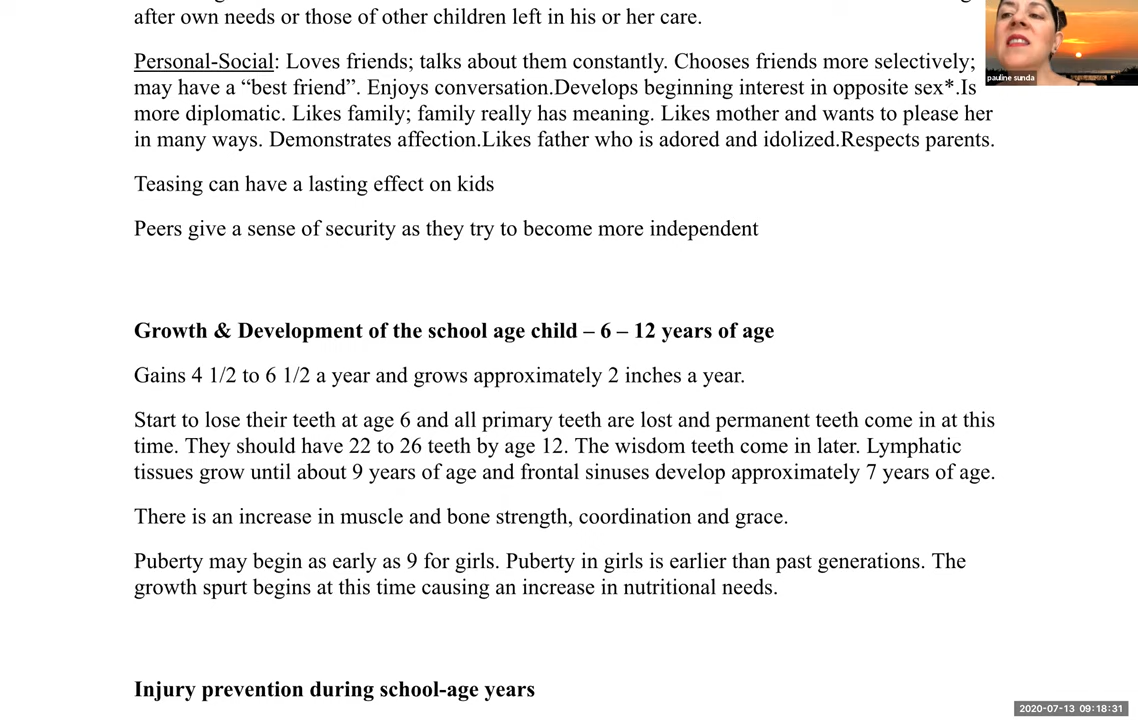 after own needs or those of other children left in his or her care.
Personal-Social: Loves friends; talks about them constantly. Chooses friends more selectively;
may have a “best friend”. Enjoys conversation.Develops beginning interest in opposite sex*.Is
more diplomatic. Likes family; family really has meaning. Likes mother and wants to please her
in many ways. Demonstrates affection.Likes father who is adored and idolized.Respects parents.
Teasing can have a lasting effect on kids
Peers give a sense of security as they try to become more independent
Growth & Development of the school age child – 6 – 12 years of age
Gains 4 1/2 to 6 1/2 a year and grows approximately 2 inches a year.
Start to lose their teeth at age 6 and all primary teeth are lost and permanent teeth come in at this
time. They should have 22 to 26 teeth by age 12. The wisdom teeth come in later. Lymphatic
tissues grow until about 9 years of age and frontal sinuses develop approximately 7 years of age.
There is an increase in muscle and bone strength, coordination and grace.
Puberty may begin as early as 9 for girls. Puberty in girls is earlier than past generations. The
growth spurt begins at this time causing an increase in nutritional needs.
Injury prevention during school-age years
pauline sunda
2020-07-13 09:18:31